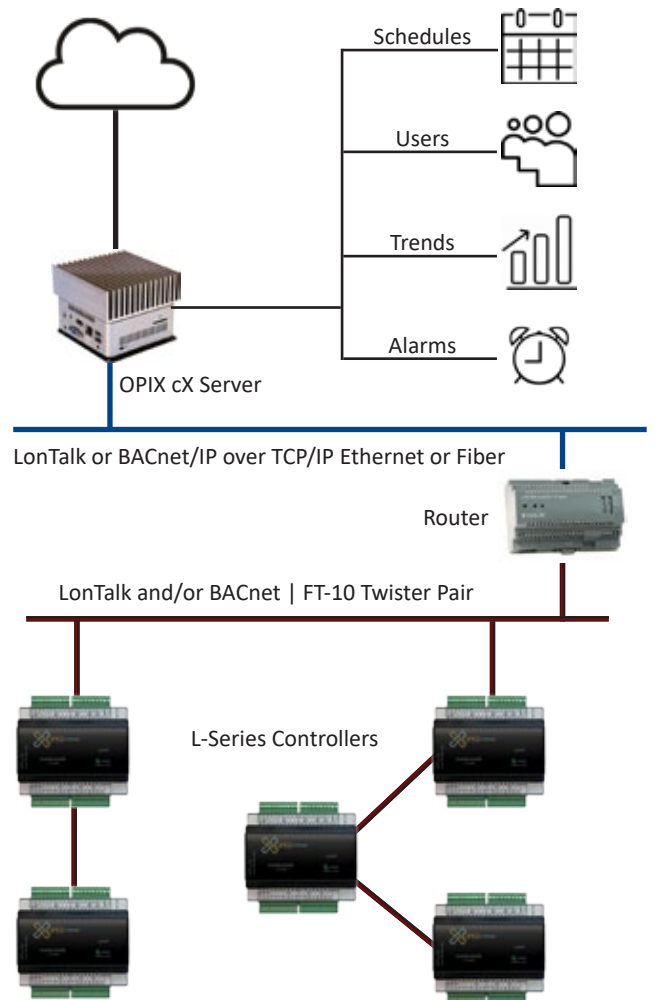 Schedules
Users
Trends
Alarms
OPIX cX Server
LonTalk or BACnet/IP over TCP/IP Ethernet or Fiber
Router
LonTalk and/or BACnet | FT-10 Twister Pair
L-Series Controllers